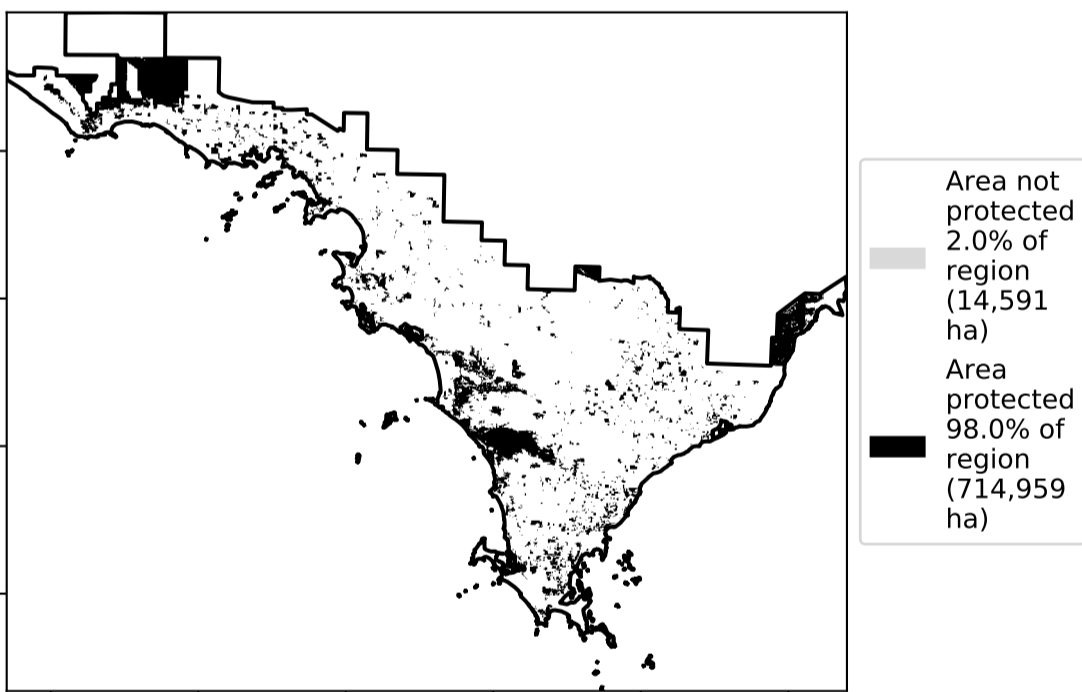 Area not
protected
2.0% of
region
(14,591
ha)
Area
protected
98.0% of
region
(714,959
ha)